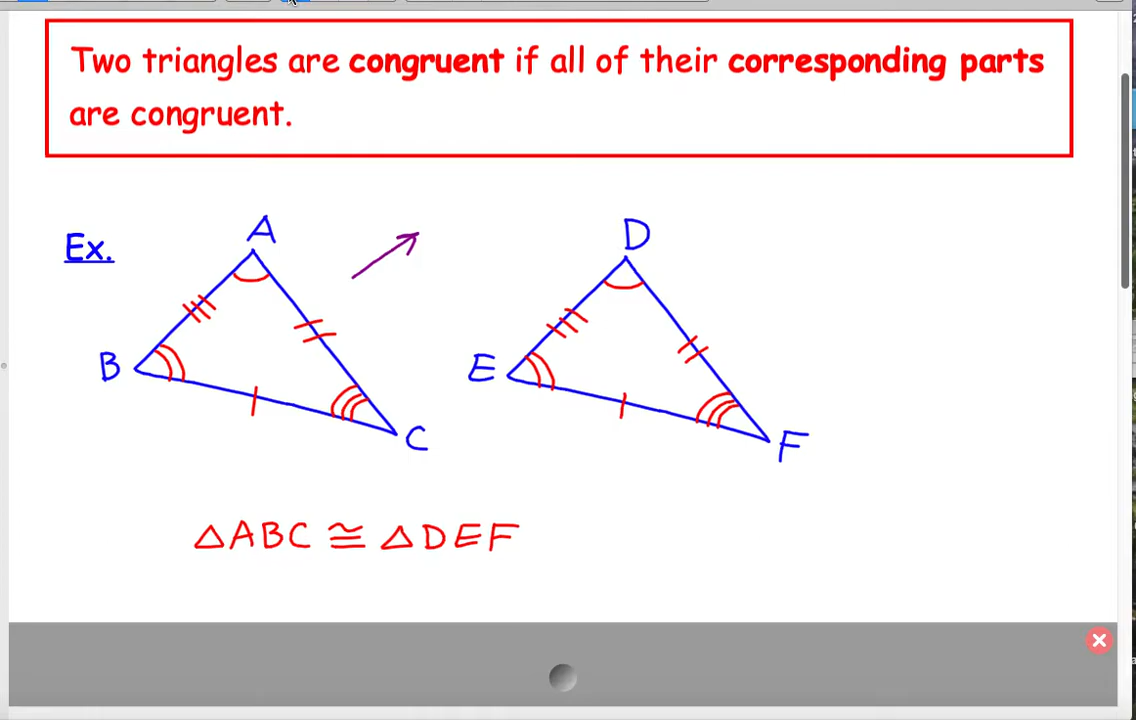 Two triangles are congruent if all of their corresponding parts
are congruent.
Ex.
A
D
B
E
C
F
△ABC ≅ △DEF